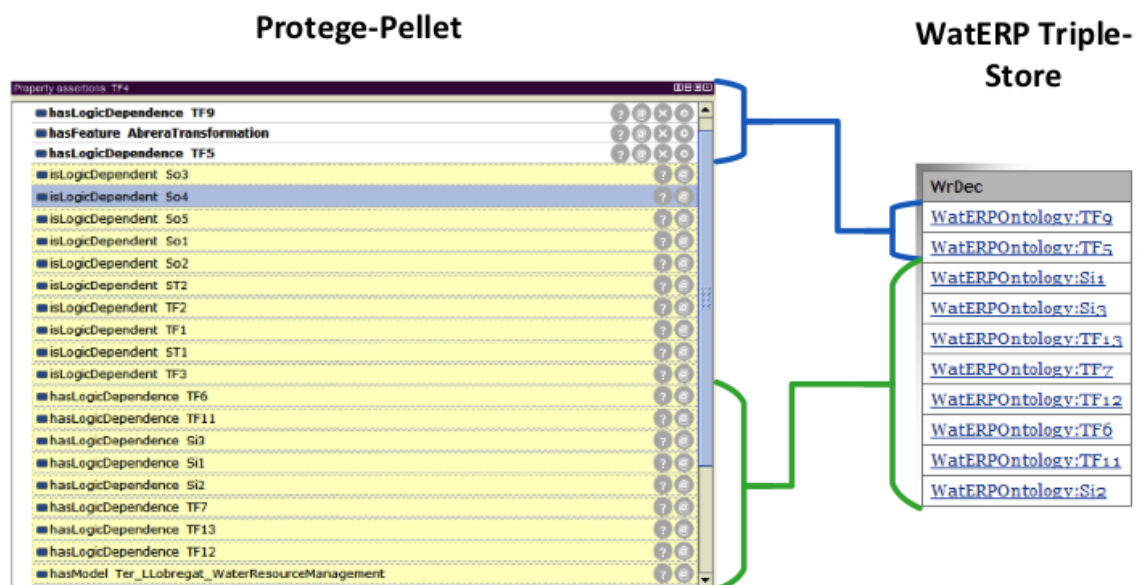 Protege-Pellet
WatERP Triple-
Store
Property assertions TF4
hasLogicDependence TF9
hasFeature AbreraTransformation
hasLogicDependence TF5
isLogicDependent So3
isLogicDependent So4
isLogicDependent So5
isLogicDependent So1
isLogicDependent So2
isLogicDependent ST2
isLogicDependent TF2
isLogicDependent TF1
isLogicDependent ST1
isLogicDependent TF3
hasLogicDependence TF6
hasLogicDependence TF11
hasLogicDependence Si3
hasLogicDependence Si1
hasLogicDependence Si2
hasLogicDependence TF7
hasLogicDependence TF13
hasLogicDependence TF12
hasModel Ter_LLobregat_WaterResourceManagement
WrDec
WatERPOntology:TF9
WatERPOntology:TF5
WatERPOntology:Si1
WatERPOntology:Si3
WatERPOntology:TF13
WatERPOntology:TF7
WatERPOntology:TF12
WatERPOntology:TF6
WatERPOntology:TF11
WatERPOntology:Si2